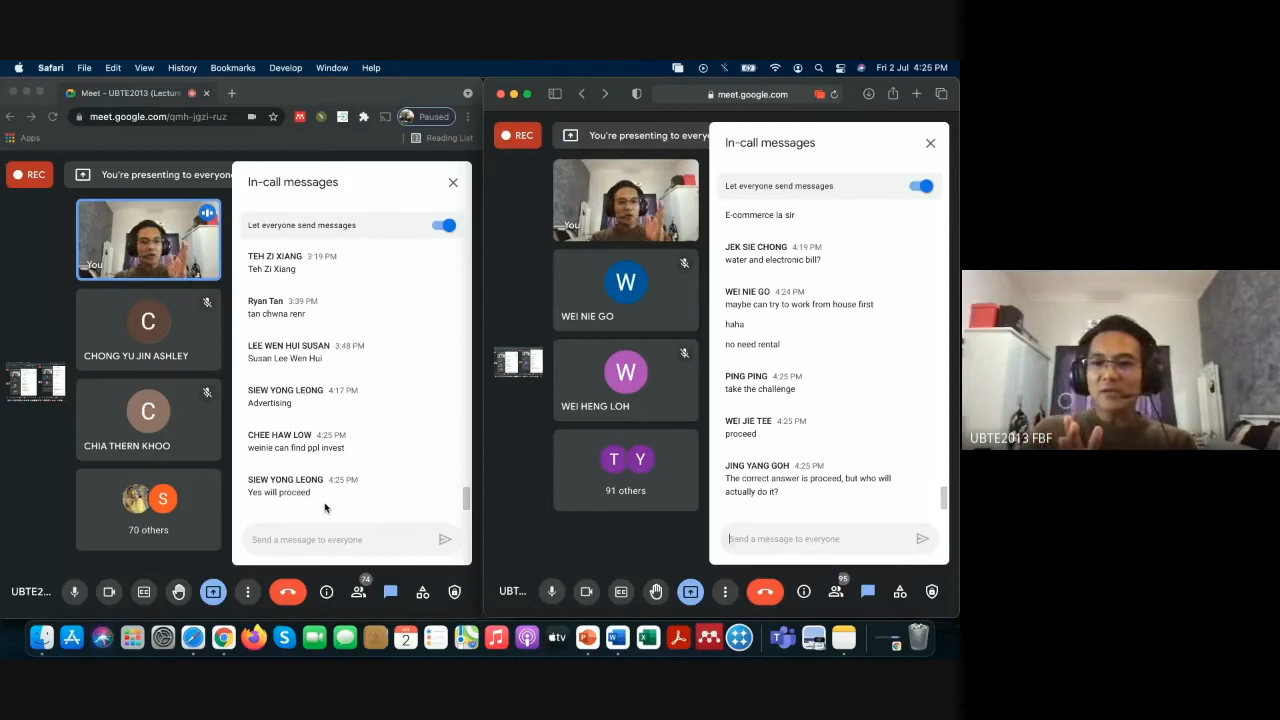 Safari File Edit View History Bookmarks Develop Window Help
Fri 2 Jul 4:25 PM
Meet - UBTE2013 (Lecture
meet.google.com/qmh-jgzi-ruz
Paused
Apps
Reading List
REC
You're presenting to everyone
In-call messages
Let everyone send messages
TEH ZI XIANG 3:19 PM
Teh Zi Xiang
Ryan Tan 3:39 PM
tan chwna renr
LEE WEN HUI SUSAN 3:48 PM
Susan Lee Wen Hui
SIEW YONG LEONG 4:17 PM
Advertising
CHEE HAW LOW 4:25 PM
weinie can find ppl invest
SIEW YONG LEONG 4:25 PM
Yes will proceed
Send a message to everyone
You
CHONG YU JIN ASHLEY
C
CHIA THERN KHOO
C
S
70 others
UBTE2...
74
meet.google.com
REC
You're presenting to everyo
In-call messages
Let everyone send messages
E-commerce la sir
JEK SIE CHONG 4:19 PM
water and electronic bill?
WEI NIE GO 4:24 PM
maybe can try to work from house first
haha
no need rental
PING PING 4:25 PM
take the challenge
WEI JIE TEE 4:25 PM
proceed
JING YANG GOH 4:25 PM
The correct answer is proceed, but who will
actually do it?
Send a message to everyone
You
W
WEI NIE GO
W
WEI HENG LOH
T Y
91 others
UBT...
95
JUL
2
tv
UBTE2013 FBF